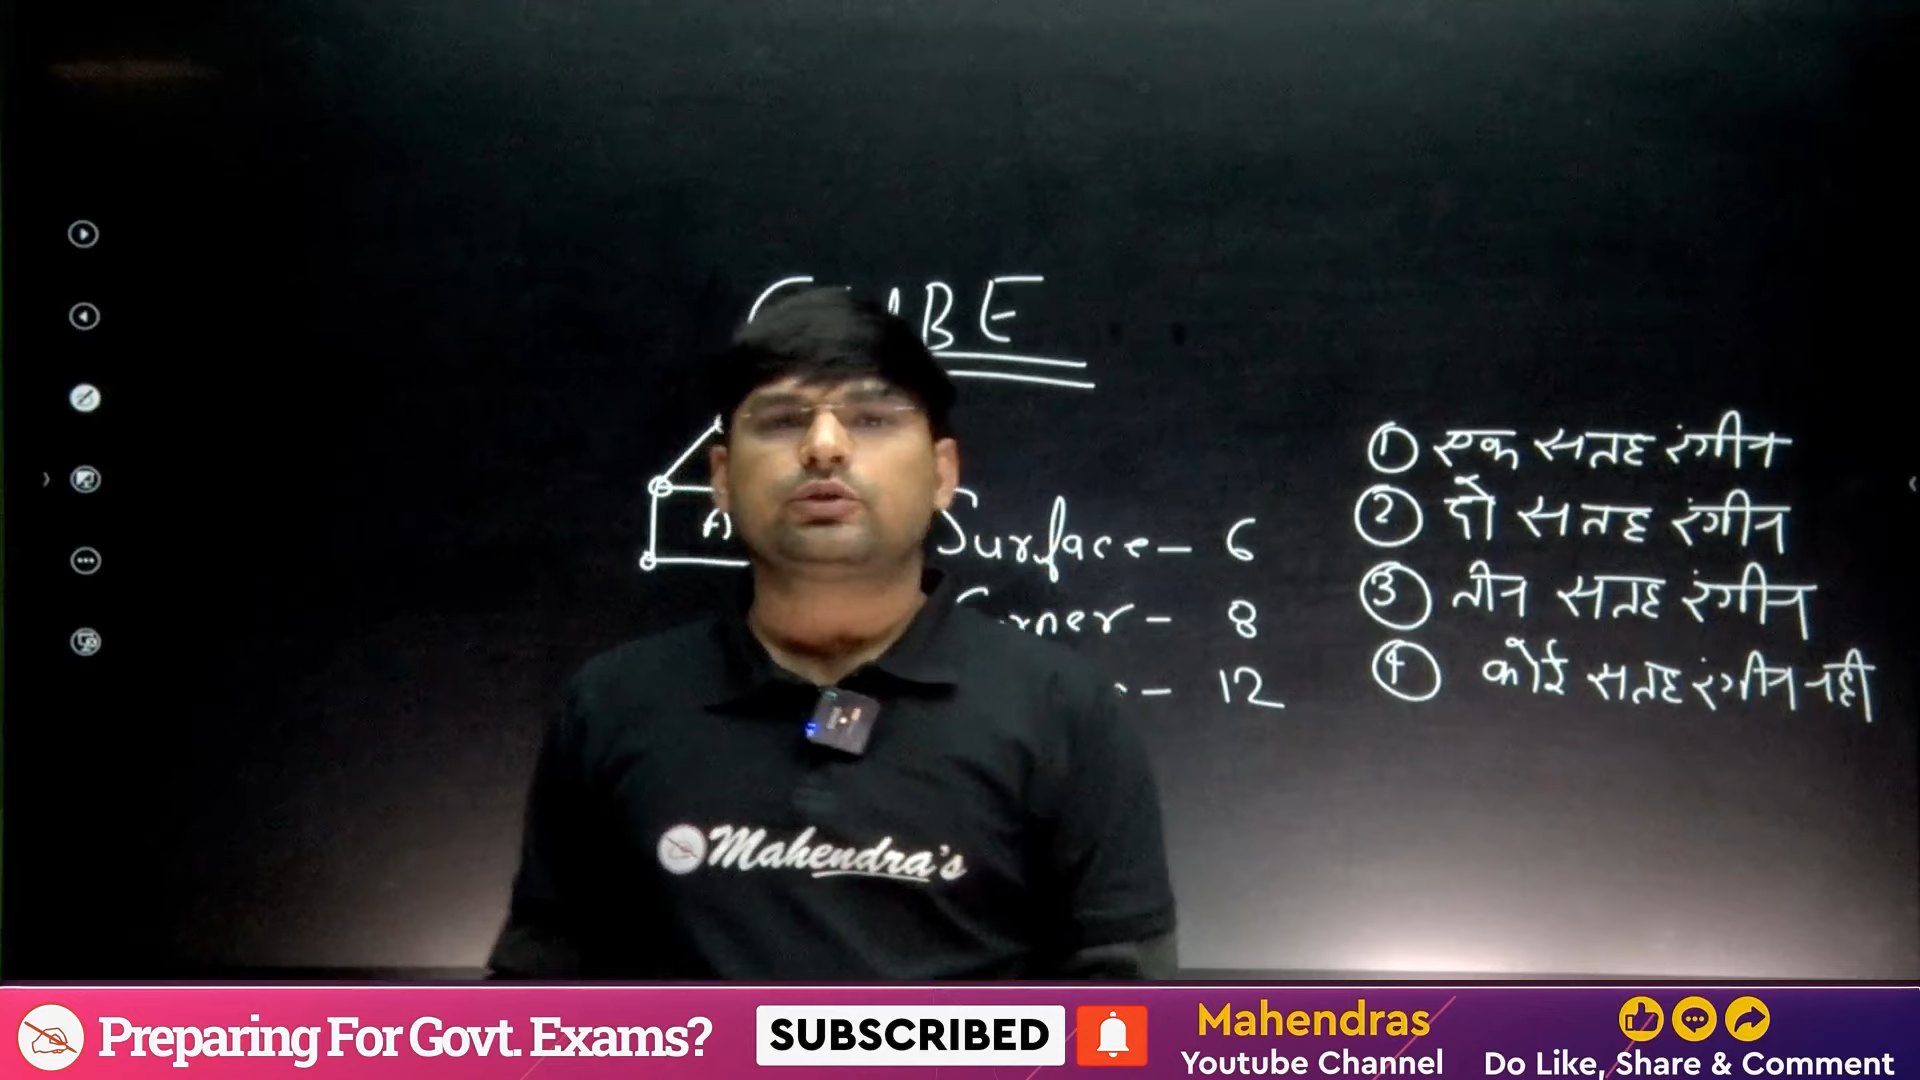 BE
① एक सतह रंगीन
② दो सतह रंगीन
Surface - 6
③ तीन सतह रंगीन
rner - 8
④ कोई सतह रंगीन नही
- 12
Mahendra's
Preparing For Govt. Exams?
SUBSCRIBED
Mahendras
Youtube Channel
Do Like, Share & Comment